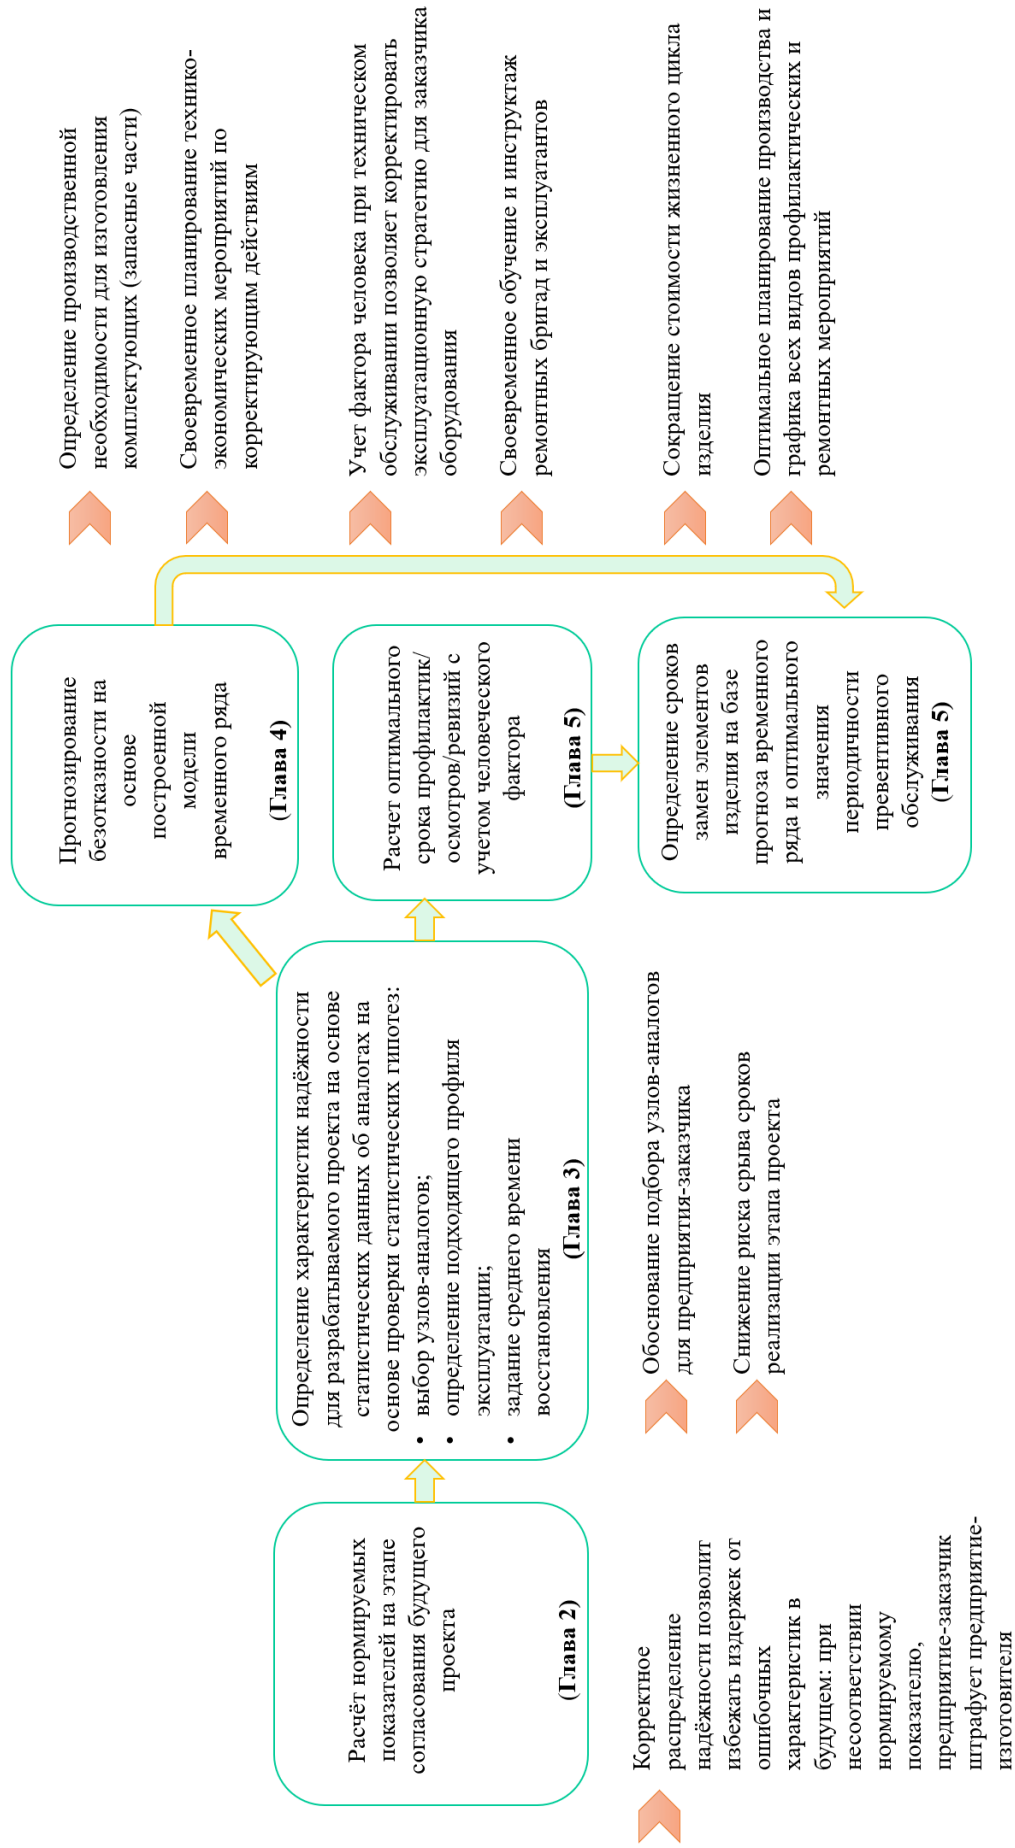 Расчёт нормируемых
показателей на этапе
согласования будущего
проекта
(Глава 2)
Корректное
распределение
надёжности позволит
избежать издержек от
ошибочных
характеристик в
будущем: при
несоответствии
нормируемому
показателю,
предприятие-заказчик
штрафует предприятие-
изготовителя
Определение характеристик надёжности
для разрабатываемого проекта на основе
статистических данных об аналогах на
основе проверки статистических гипотез:
• выбор узлов-аналогов;
• определение подходящего профиля
эксплуатации;
• задание среднего времени
восстановления
(Глава 3)
Обоснование подбора узлов-аналогов
для предприятия-заказчика
Снижение риска срыва сроков
реализации этапа проекта
Прогнозирование
безотказности на
основе
построенной
модели
временного ряда
(Глава 4)
Расчет оптимального
срока профилактик/
осмотров/ревизий с
учетом человеческого
фактора
(Глава 5)
Определение сроков
замен элементов
изделия на базе
прогноза временного
ряда и оптимального
значения
периодичности
превентивного
обслуживания
(Глава 5)
Определение производственной
необходимости для изготовления
комплектующих (запасные части)
Своевременное планирование технико-
экономических мероприятий по
корректирующим действиям
Учет фактора человека при техническом
обслуживании позволяет корректировать
эксплуатационную стратегию для заказчика
оборудования
Своевременное обучение и инструктаж
ремонтных бригад и эксплуатантов
Сокращение стоимости жизненного цикла
изделия
Оптимальное планирование производства и
графика всех видов профилактических и
ремонтных мероприятий